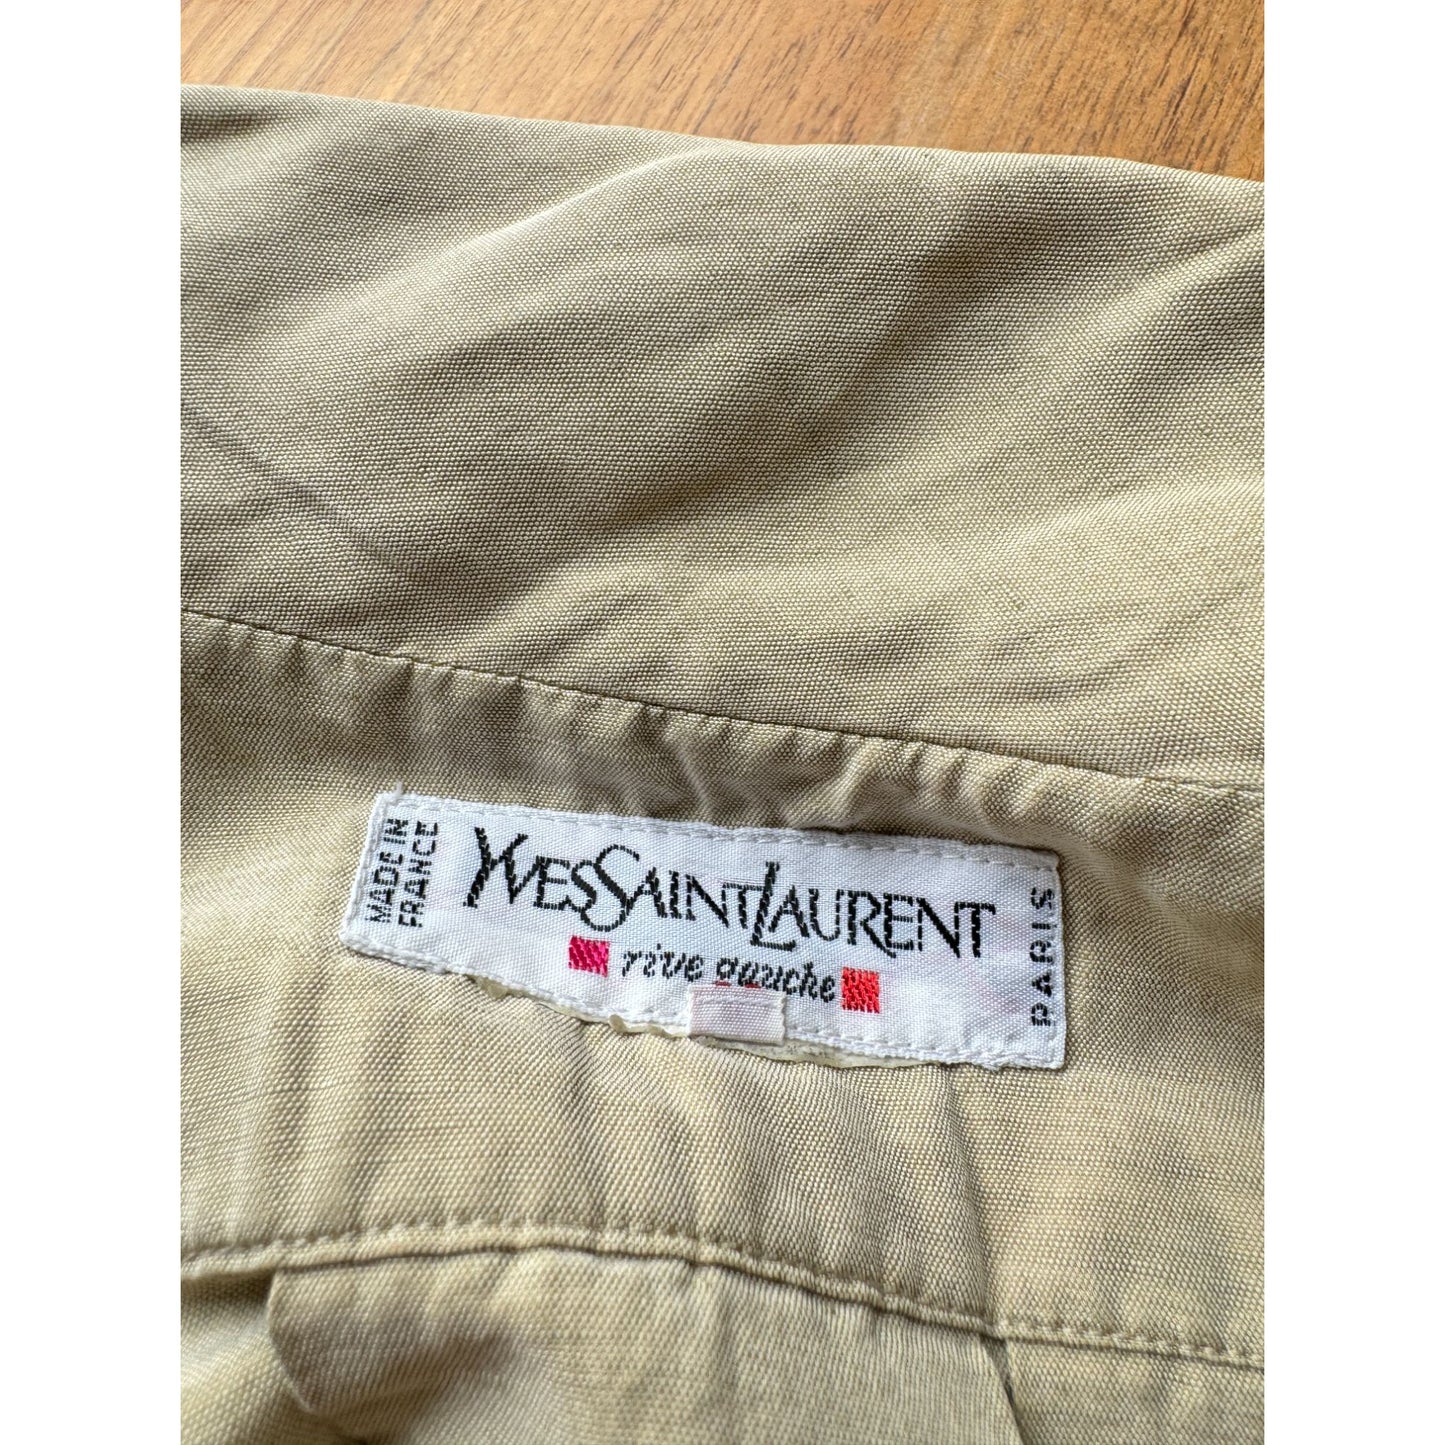 MADE IN
FRANCE
YVESSAINTLAURENT
rive gauche
PARIS